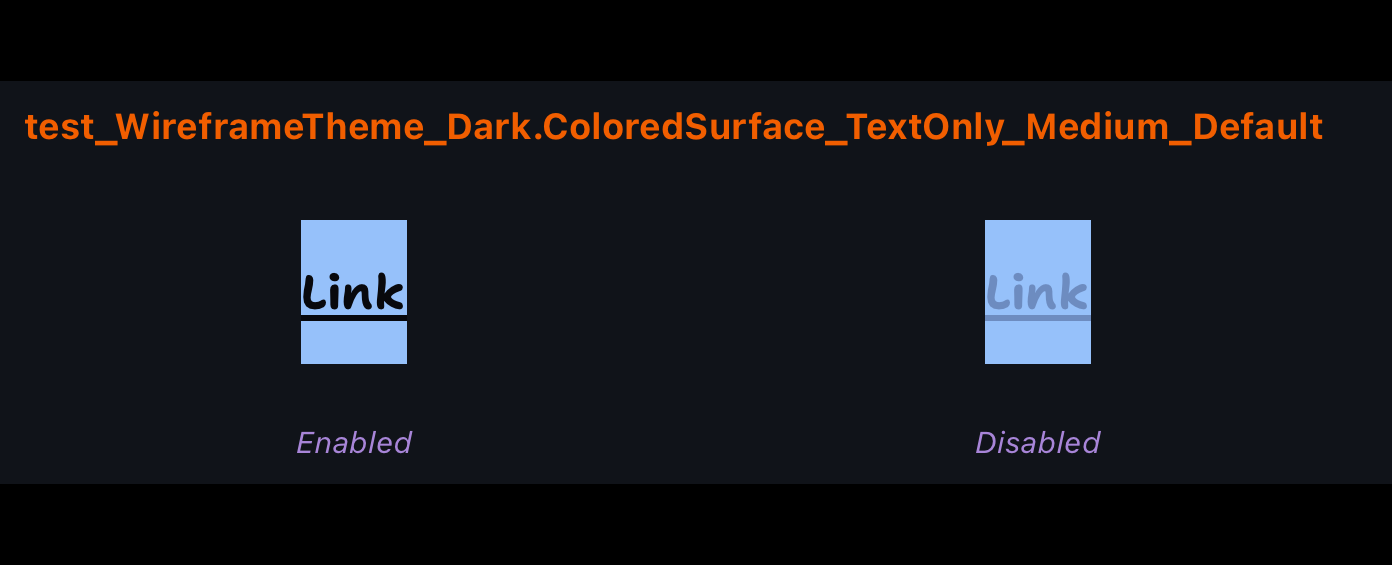 test_WireframeTheme_Dark.ColoredSurface_TextOnly_Medium_Default
Link Link
Enabled Disabled